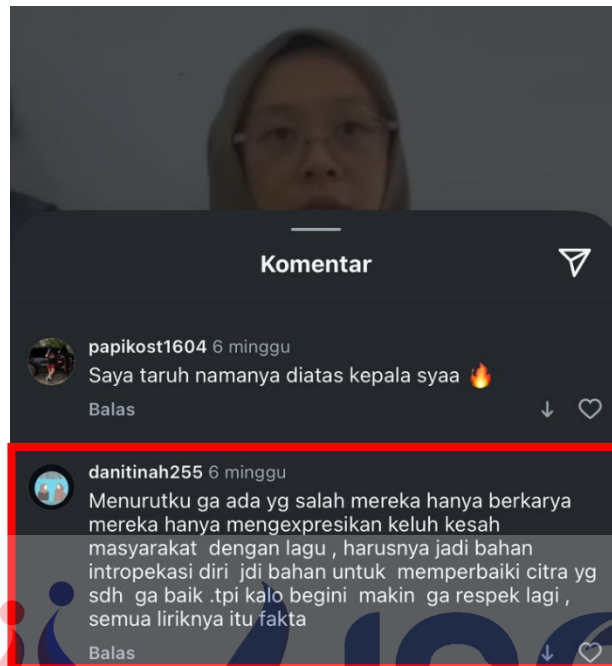 Komentar
papikost1604 6 minggu
Saya taruh namanya diatas kepala syaa 🔥
Balas
danitinah255 6 minggu
Menurutku ga ada yg salah mereka hanya berkarya
mereka hanya mengexpresikan keluh kesah
masyarakat dengan lagu , harusnya jadi bahan
intropekasi diri jdi bahan untuk memperbaiki citra yg
sdh ga baik .tpi kalo begini makin ga respek lagi ,
semua liriknya itu fakta
Balas